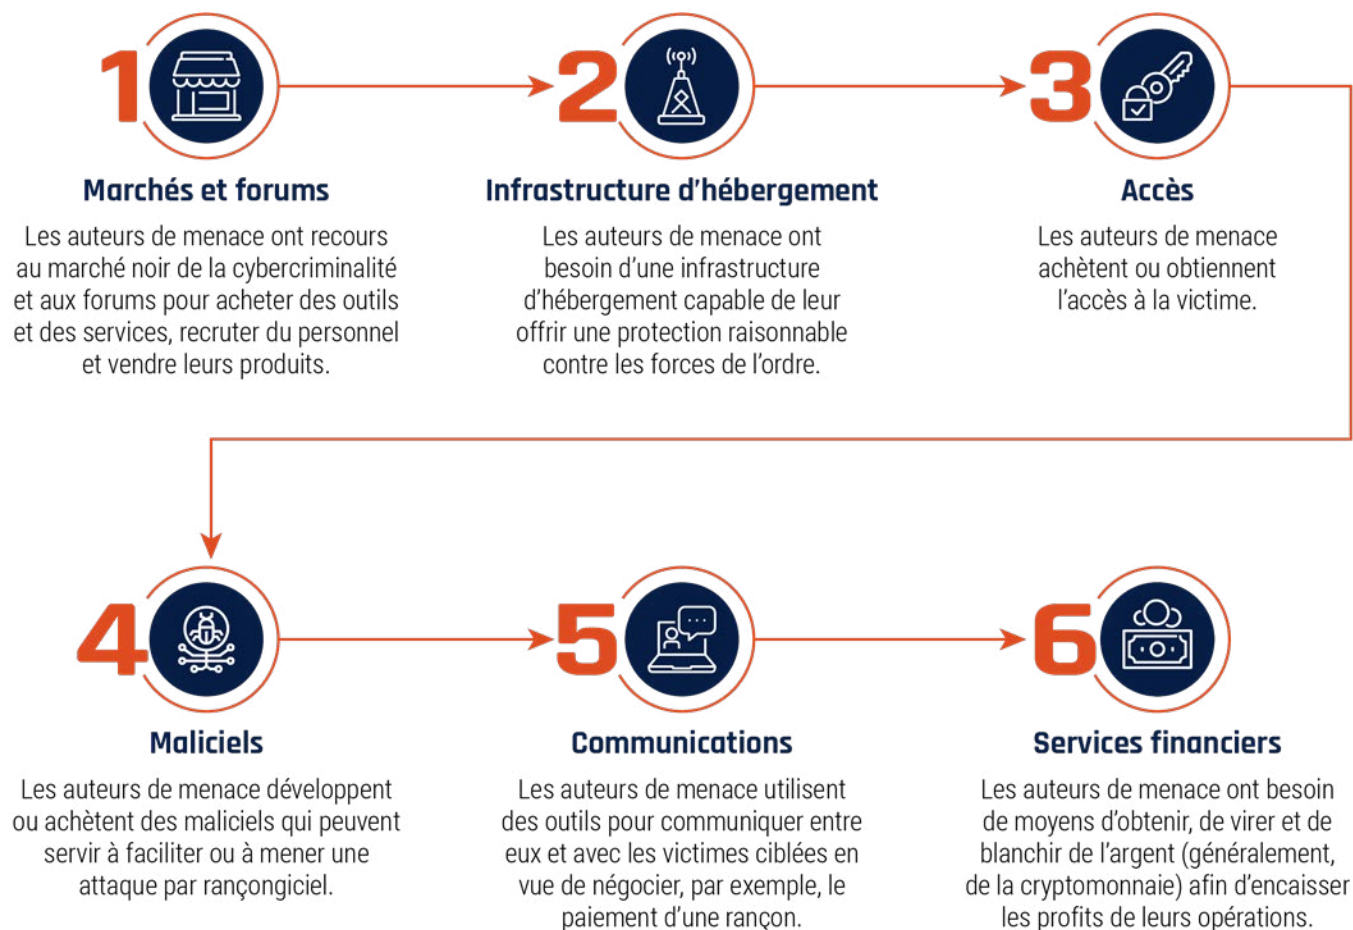 1
Marchés et forums
Les auteurs de menace ont recours
au marché noir de la cybercriminalité
et aux forums pour acheter des outils
et des services, recruter du personnel
et vendre leurs produits.
2
Infrastructure d’hébergement
Les auteurs de menace ont
besoin d’une infrastructure
d’hébergement capable de leur
offrir une protection raisonnable
contre les forces de l’ordre.
3
Accès
Les auteurs de menace
achètent ou obtiennent
l’accès à la victime.
4
Maliciels
Les auteurs de menace développent
ou achètent des maliciels qui peuvent
servir à faciliter ou à mener une
attaque par rançongiciel.
5
Communications
Les auteurs de menace utilisent
des outils pour communiquer entre
eux et avec les victimes ciblées en
vue de négocier, par exemple, le
paiement d’une rançon.
6
Services financiers
Les auteurs de menace ont besoin
de moyens d’obtenir, de virer et de
blanchir de l’argent (généralement,
de la cryptomonnaie) afin d’encaisser
les profits de leurs opérations.